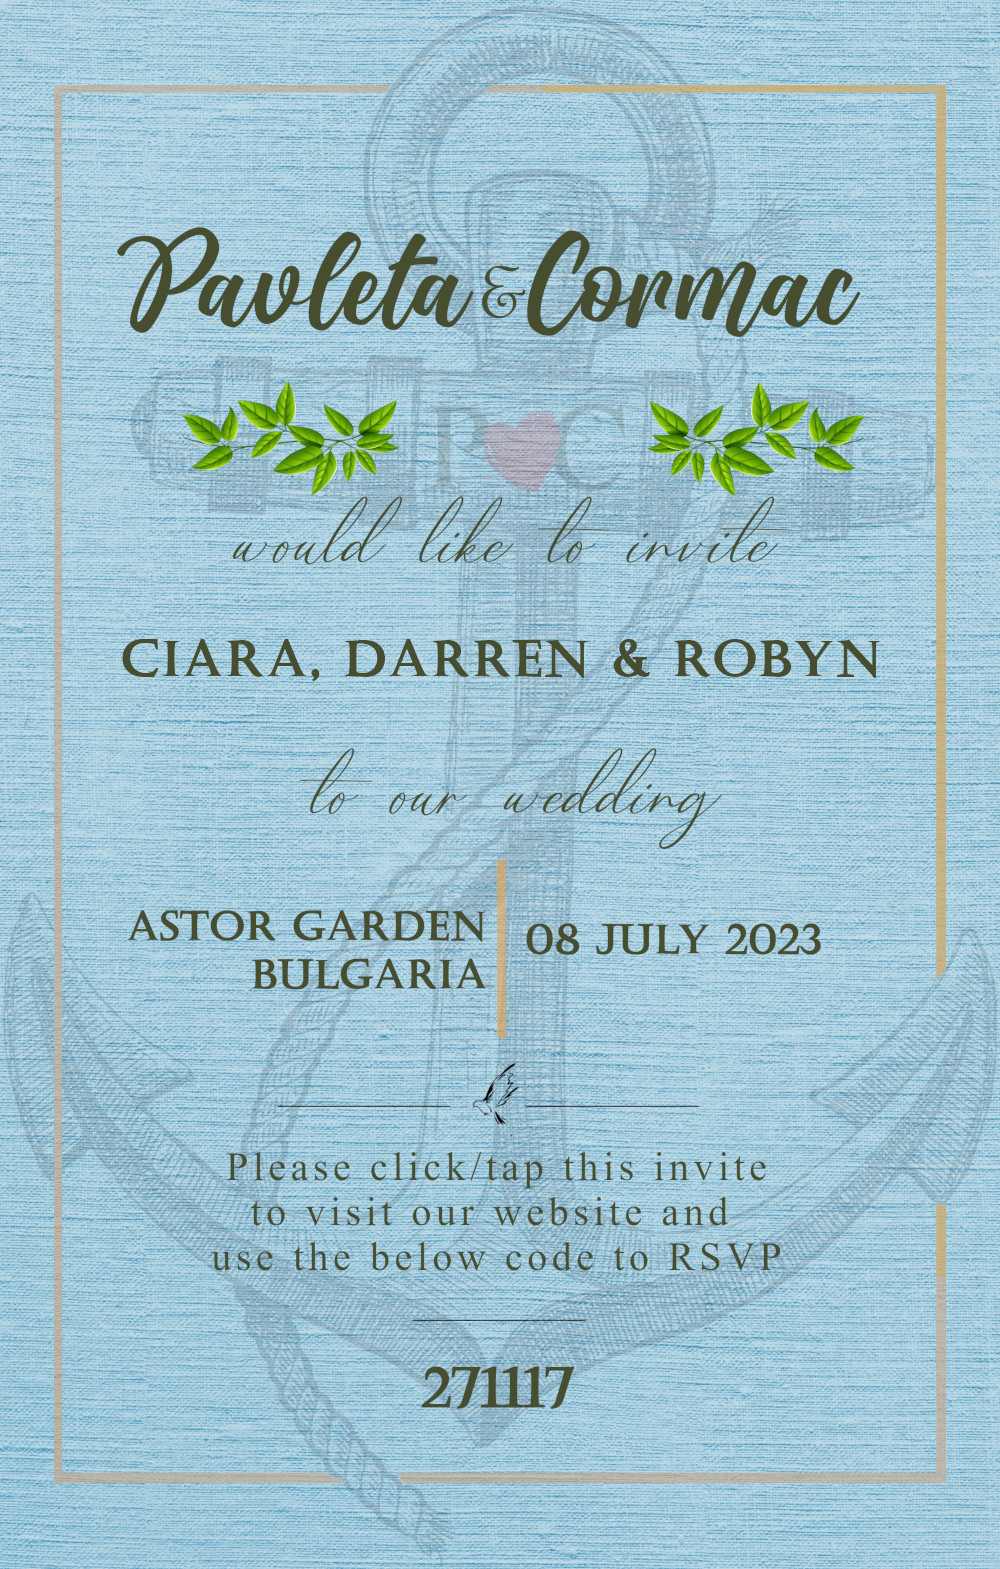 Pavleta & Cormac
P C
would like to invite
CIARA, DARREN & ROBYN
to our wedding
ASTOR GARDEN
BULGARIA
08 JULY 2023
Please click/tap this invite
to visit our website and
use the below code to RSVP
271117